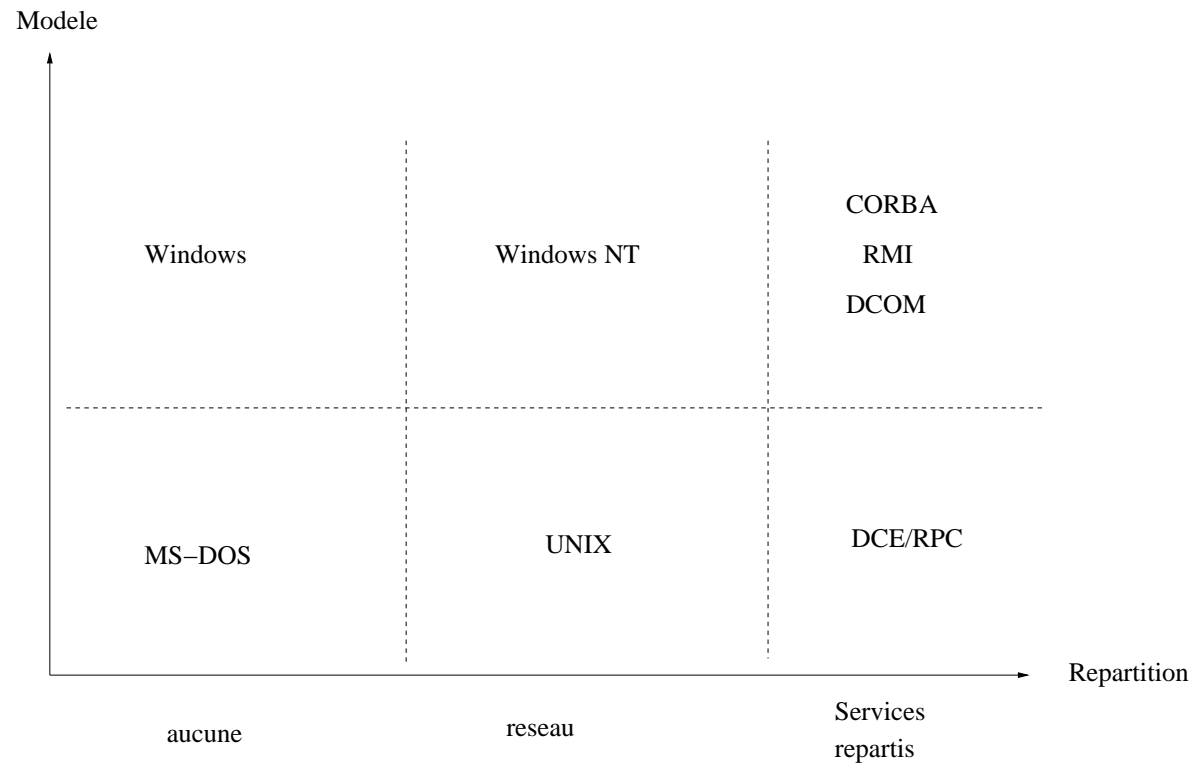 Modele
CORBA
Windows
Windows NT
RMI
DCOM
MS−DOS
UNIX
DCE/RPC
Repartition
aucune
reseau
Services
repartis